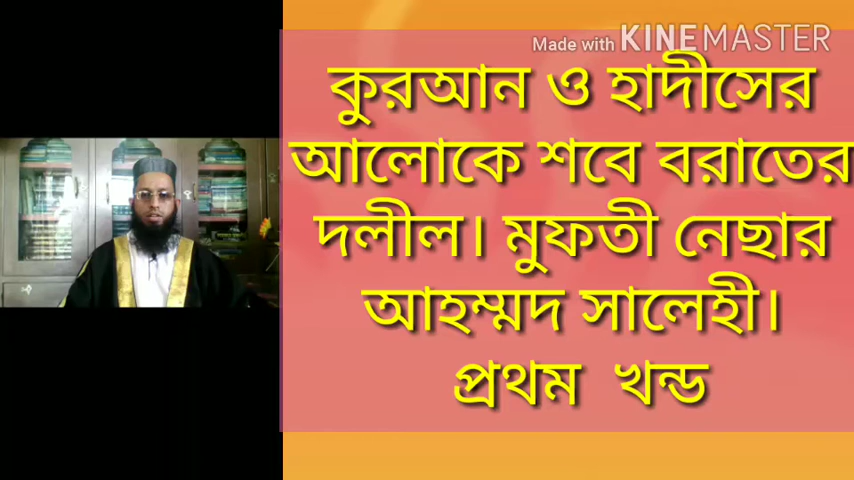 Made with KINEMASTER
কুরআন ও হাদীসের
আলোকে শবে বরাতের
দলীল। মুফতী নেছার
আহম্মদ সালেহী।
প্রথম খন্ড